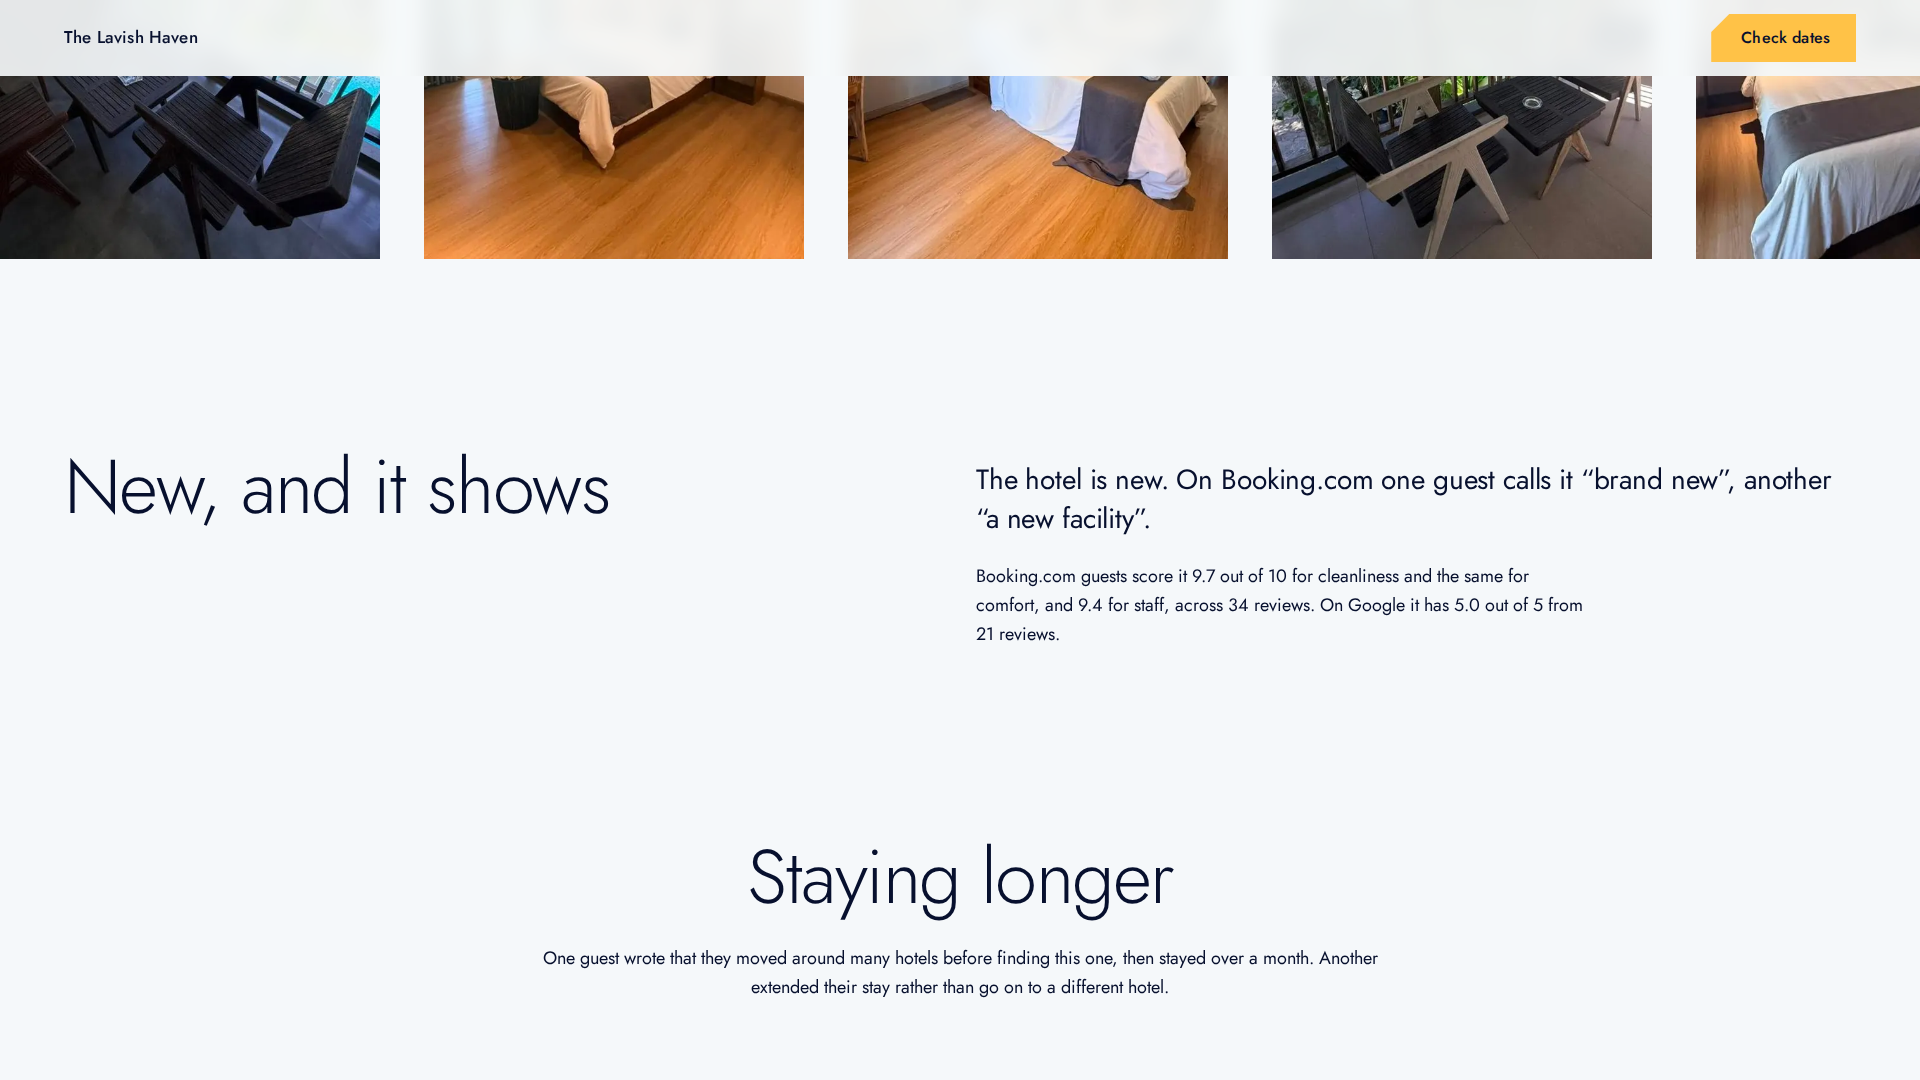 The Lavish Haven
Check dates
New, and it shows
The hotel is new. On Booking.com one guest calls it “brand new”, another
“a new facility”.
Booking.com guests score it 9.7 out of 10 for cleanliness and the same for
comfort, and 9.4 for staff, across 34 reviews. On Google it has 5.0 out of 5 from
21 reviews.
Staying longer
One guest wrote that they moved around many hotels before finding this one, then stayed over a month. Another
extended their stay rather than go on to a different hotel.